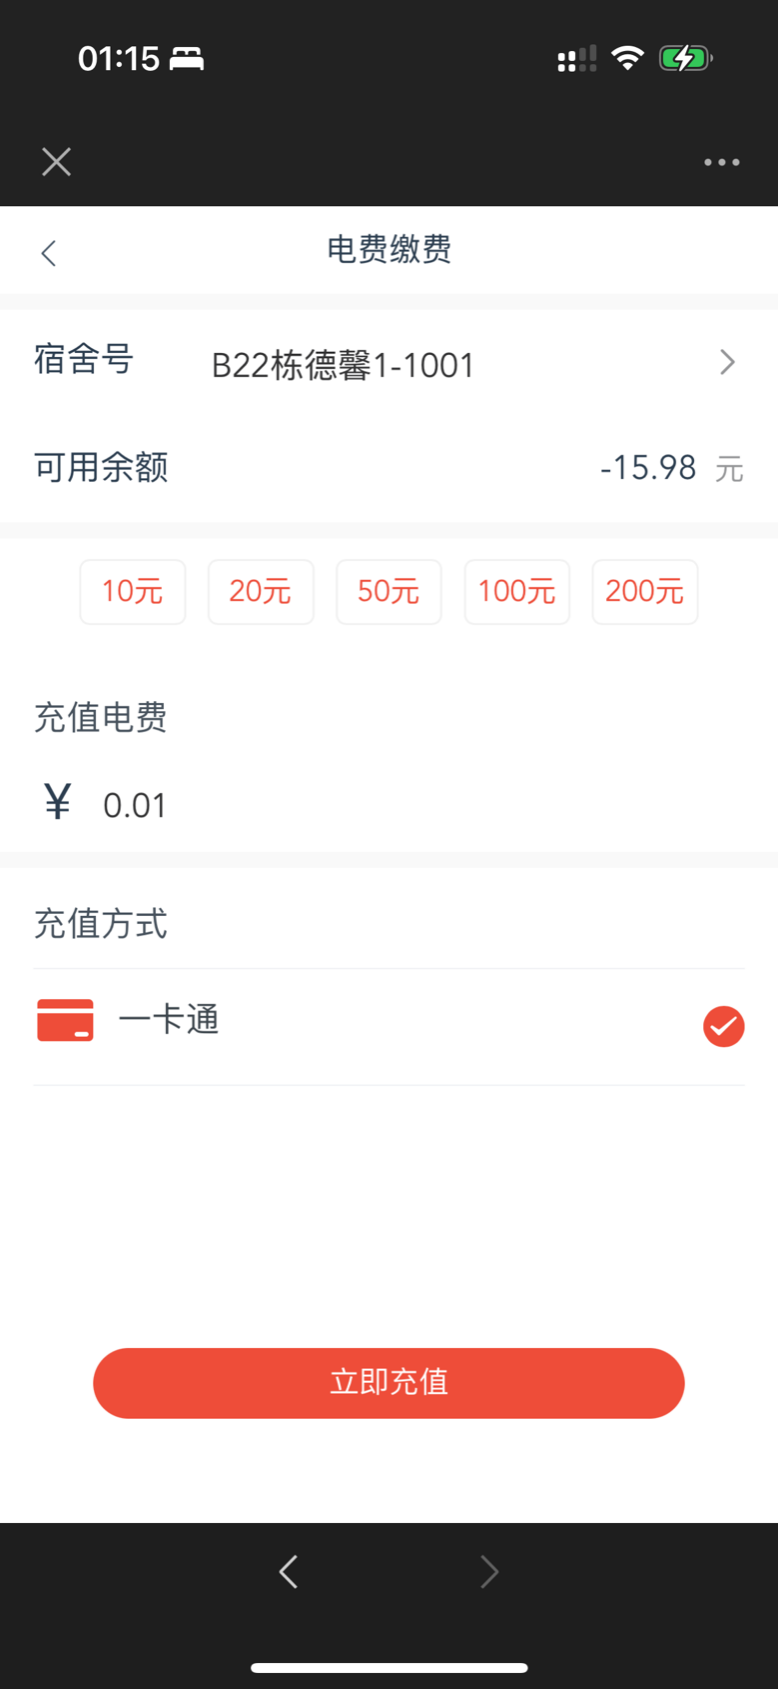 01:15
电费缴费
宿舍号 B22栋德馨1-1001
可用余额 -15.98 元
10元 20元 50元 100元 200元
充值电费
¥ 0.01
充值方式
一卡通
立即充值